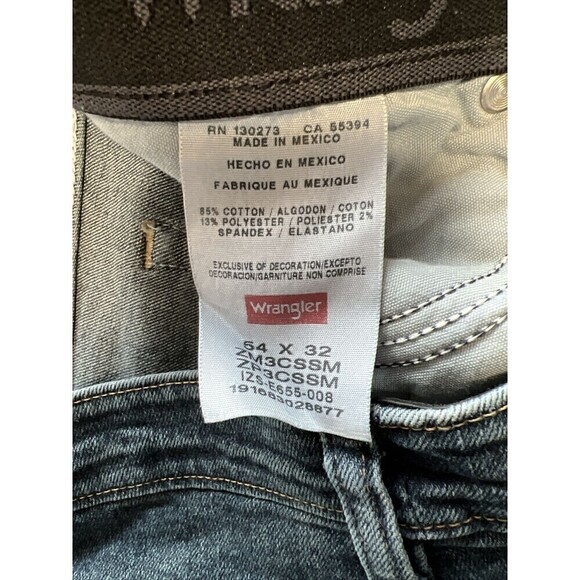 RN 130273 CA 55394
MADE IN MEXICO
HECHO EN MEXICO
FABRIQUE AU MEXIQUE
85% COTTON / ALGODON / COTON
13% POLYESTER / POLIESTER 2%
SPANDEX / ELASTANO
EXCLUSIVE OF DECORATION/EXCEPTO
DECORACION/GARNITURE NON COMPRISE
Wrangler
54 X 32
ZM3CSSM
ZP3CSSM
IZS-E655-008
191663028877